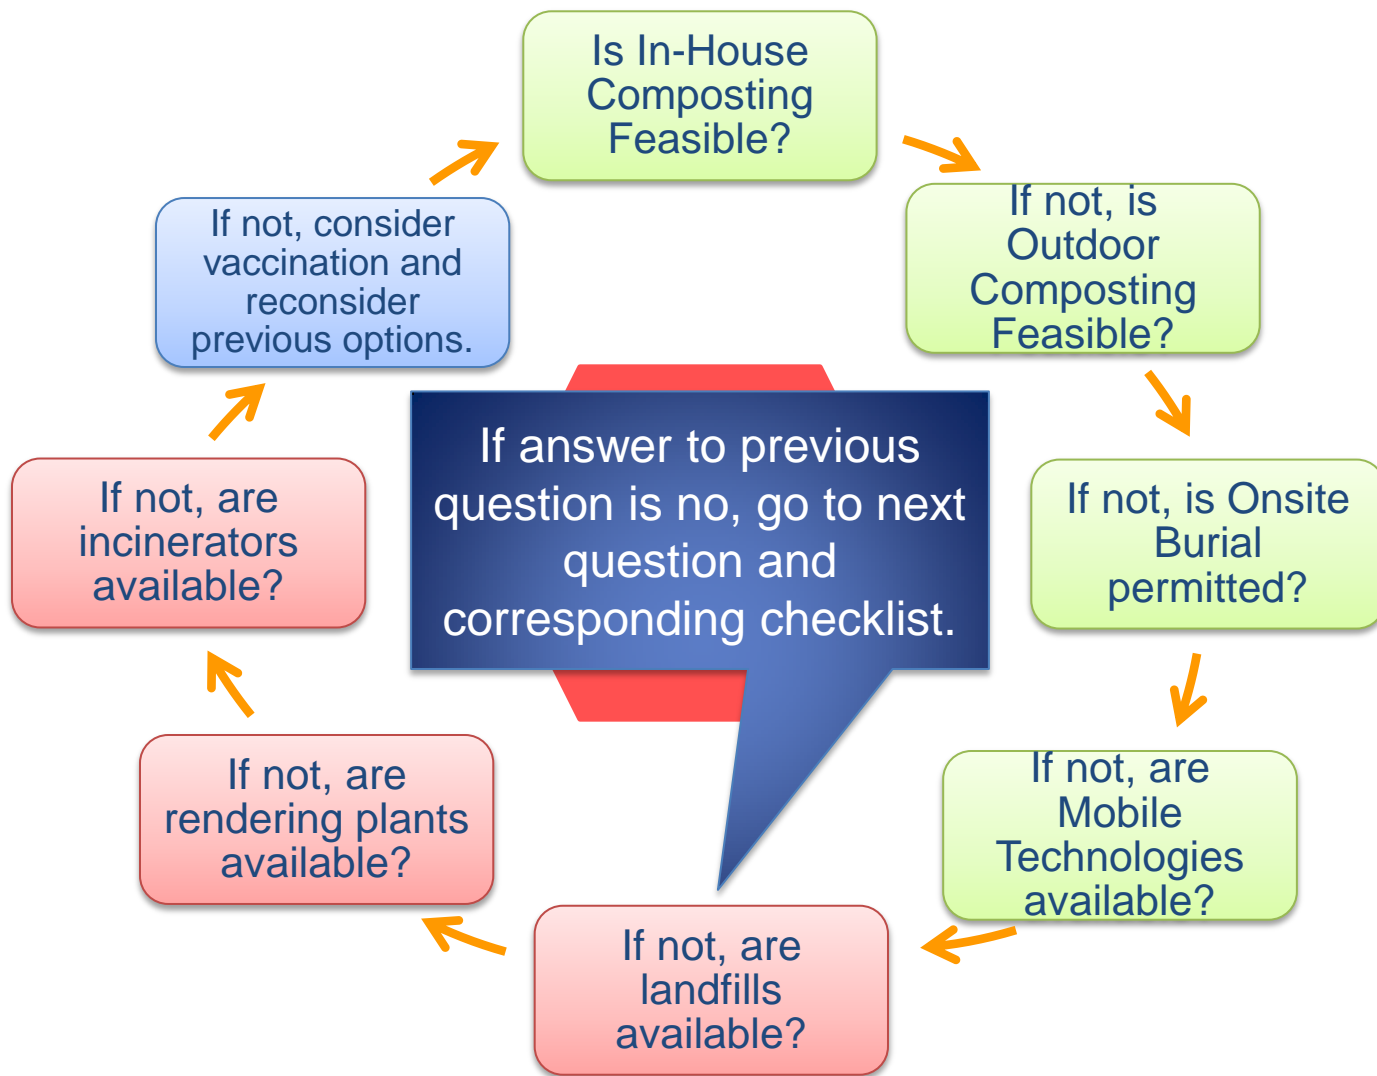 Is In-House
Composting
Feasible?
If not, is
Outdoor
Composting
Feasible?
If not, is Onsite
Burial
permitted?
If not, are
Mobile
Technologies
available?
If not, are
landfills
available?
If not, are
rendering plants
available?
If not, are
incinerators
available?
If not, consider
vaccination and
reconsider
previous options.
If answer to previous
question is no, go to next
question and
corresponding checklist.